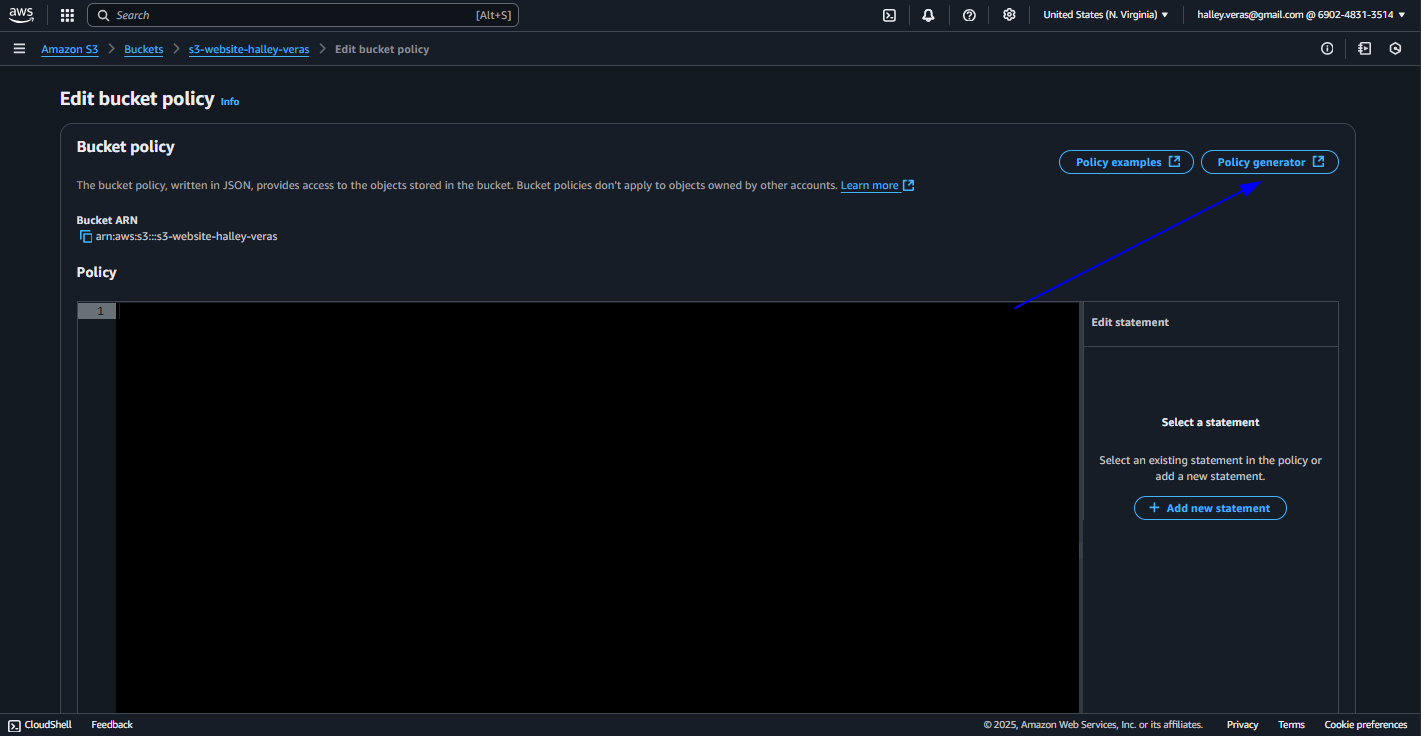 aws Search [Alt+S] United States (N. Virginia) halley.veras@gmail.com @ 6902-4831-3514
Amazon S3 Buckets s3-website-halley-veras Edit bucket policy
Edit bucket policy Info
Bucket policy
Policy examples Policy generator
The bucket policy, written in JSON, provides access to the objects stored in the bucket. Bucket policies don't apply to objects owned by other accounts. Learn more
Bucket ARN
arn:aws:s3:::s3-website-halley-veras
Policy
1
Edit statement
Select a statement
Select an existing statement in the policy or
add a new statement.
+ Add new statement
CloudShell Feedback © 2025, Amazon Web Services, Inc. or its affiliates. Privacy Terms Cookie preferences